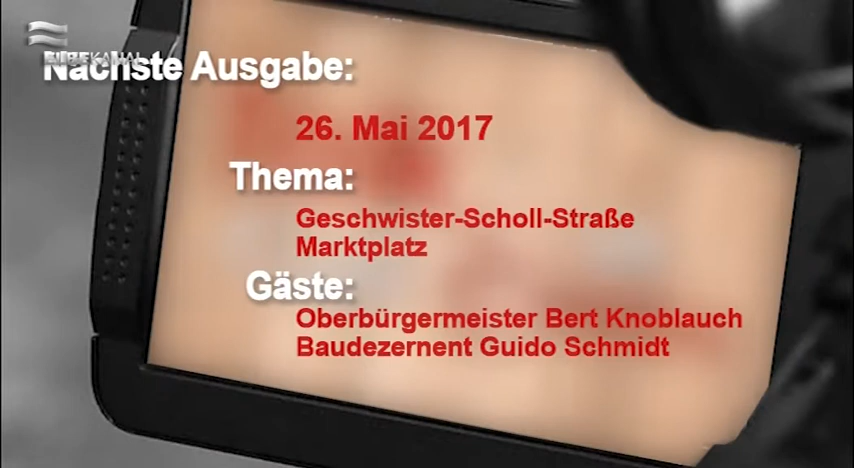 Nächste Ausgabe:
26. Mai 2017
Thema:
Geschwister-Scholl-Straße
Marktplatz
Gäste:
Oberbürgermeister Bert Knoblauch
Baudezernent Guido Schmidt